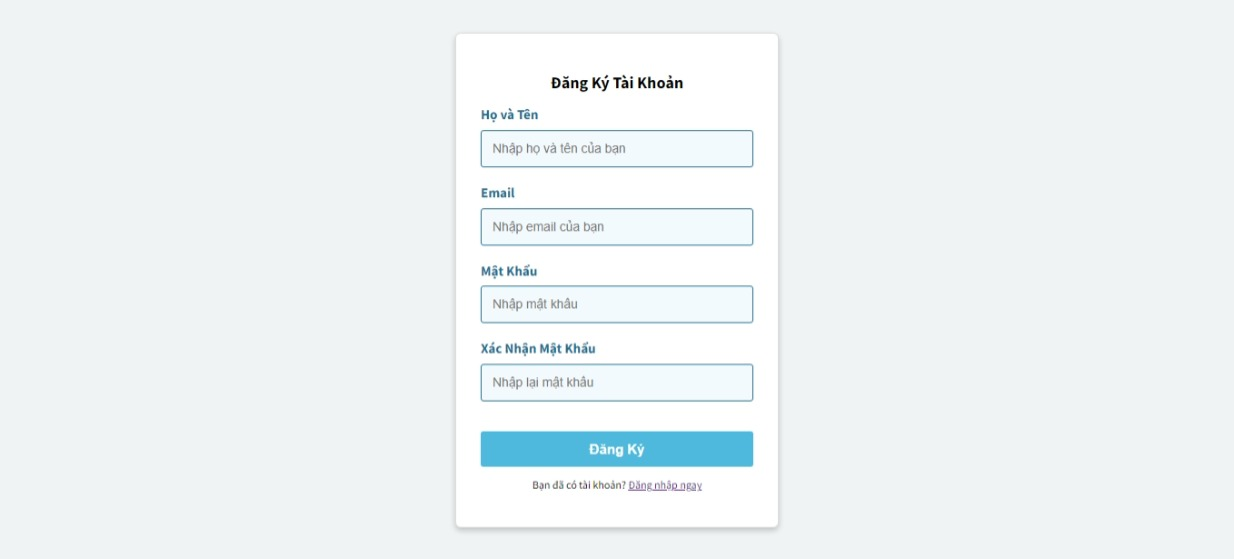 Đăng Ký Tài Khoản
Họ và Tên
Nhập họ và tên của bạn
Email
Nhập email của bạn
Mật Khẩu
Nhập mật khẩu
Xác Nhận Mật Khẩu
Nhập lại mật khẩu
Đăng Ký
Bạn đã có tài khoản? Đăng nhập ngay